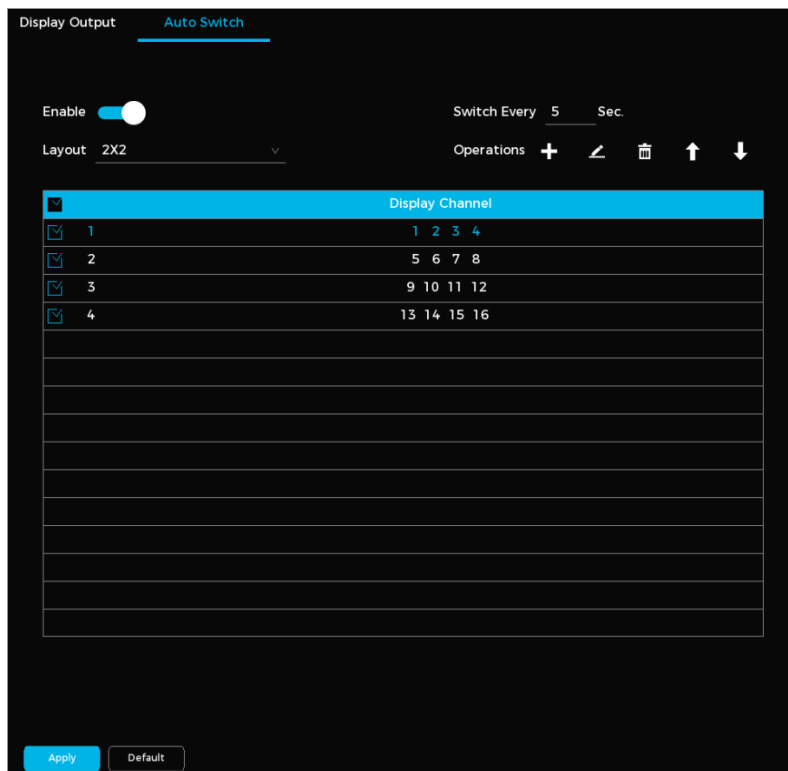 Display Output Auto Switch
Enable Switch Every 5 Sec.
Layout 2X2 Operations
Display Channel
1 1 2 3 4
2 5 6 7 8
3 9 10 11 12
4 13 14 15 16
Apply Default